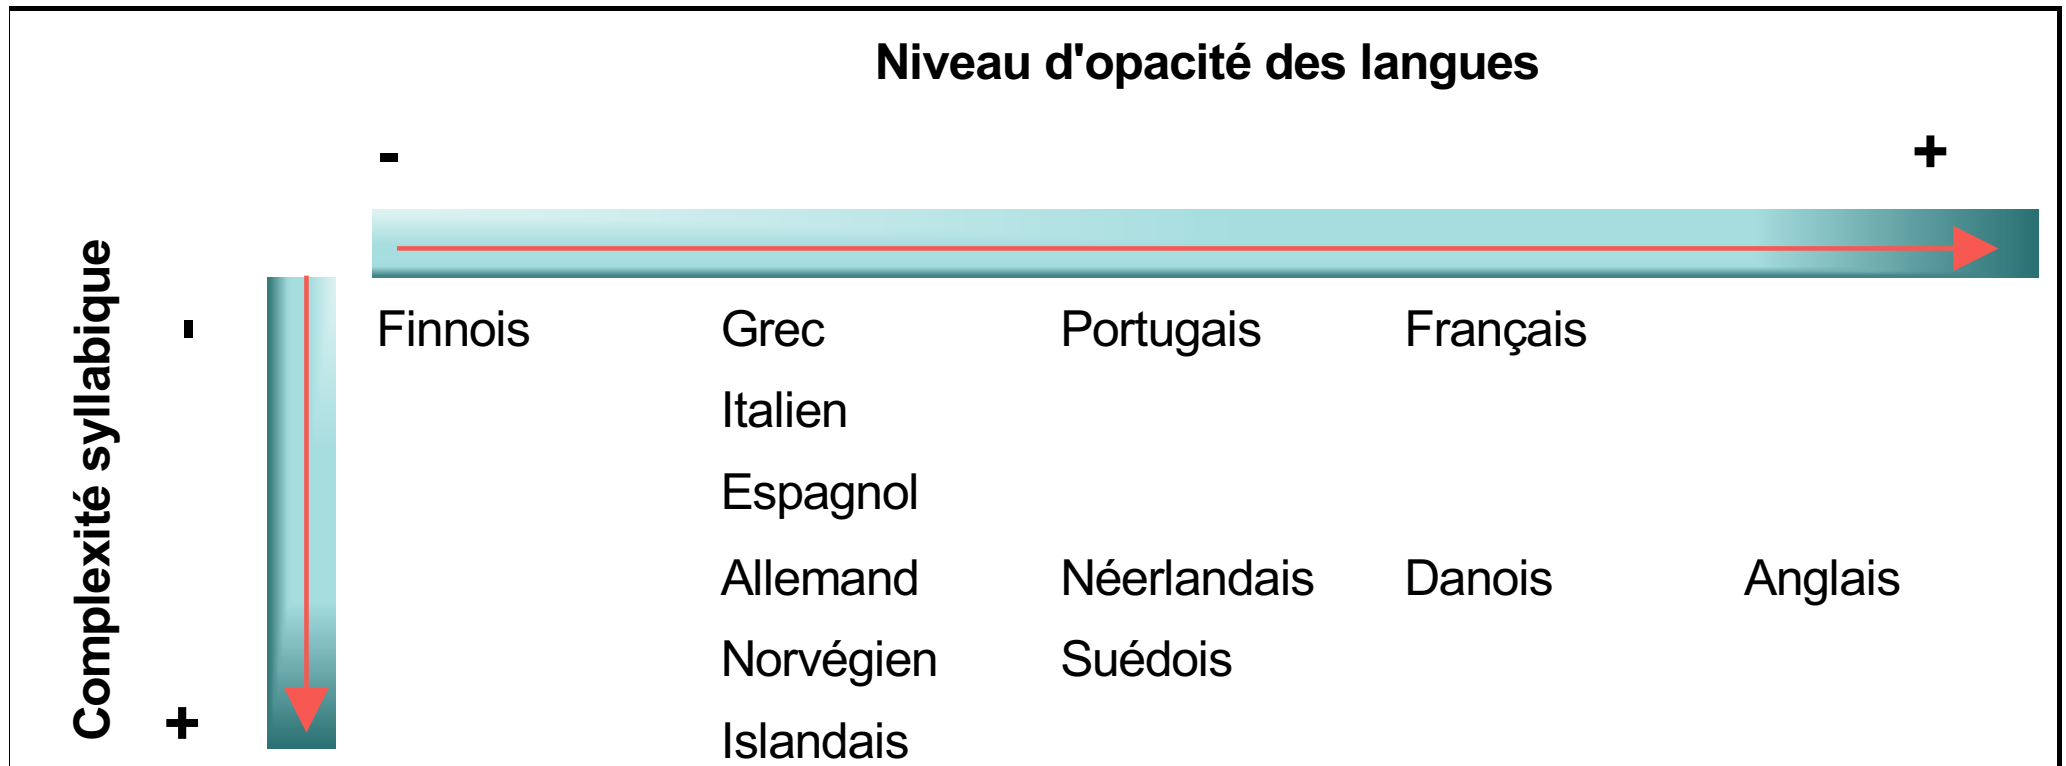 Niveau d'opacité des langues
- +
Complexité syllabique
- Finnois Grec Portugais Français
Italien
Espagnol
Allemand Néerlandais Danois Anglais
Norvégien Suédois
+ Islandais